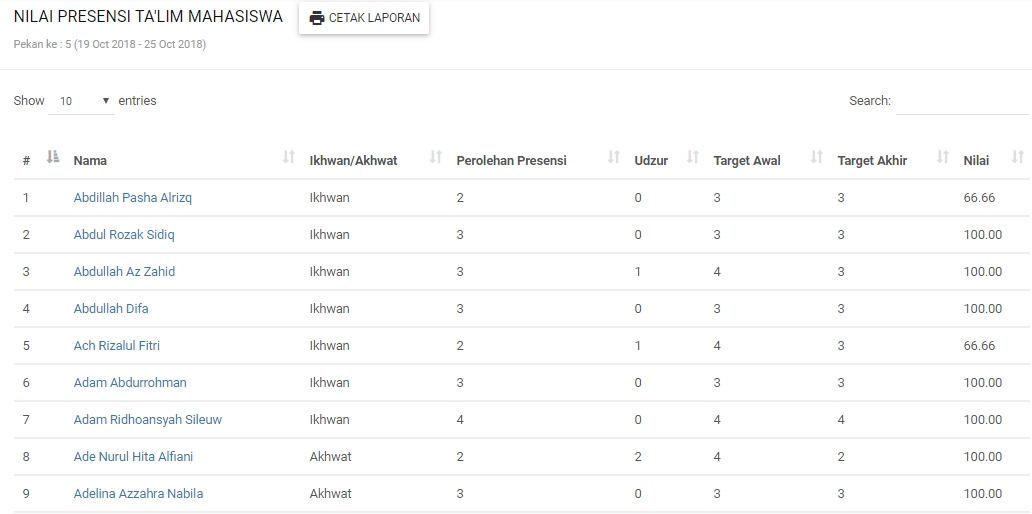 NILAI PRESENSI TA'LIM MAHASISWA CETAK LAPORAN
Pekan ke : 5 (19 Oct 2018 - 25 Oct 2018)
Show 10 entries Search:
# Nama Ikhwan/Akhwat Perolehan Presensi Udzur Target Awal Target Akhir Nilai
1 Abdillah Pasha Alrizq Ikhwan 2 0 3 3 66.66
2 Abdul Rozak Sidiq Ikhwan 3 0 3 3 100.00
3 Abdullah Az Zahid Ikhwan 3 1 4 3 100.00
4 Abdullah Difa Ikhwan 3 0 3 3 100.00
5 Ach Rizalul Fitri Ikhwan 2 1 4 3 66.66
6 Adam Abdurrohman Ikhwan 3 0 3 3 100.00
7 Adam Ridhoansyah Sileuw Ikhwan 4 0 4 4 100.00
8 Ade Nurul Hita Alfiani Akhwat 2 2 4 2 100.00
9 Adelina Azzahra Nabila Akhwat 3 0 3 3 100.00